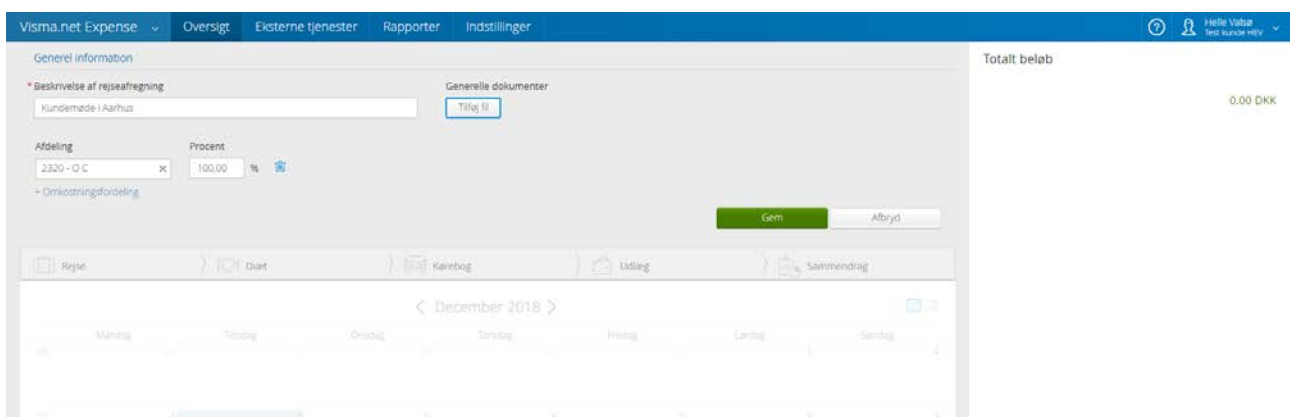 Visma.net Expense Oversigt Eksterne tjenester Rapporter Indstillinger Helle Valsø
Test kunde HEV
Generel information
Totalt beløb
* Beskrivelse af rejseafregning Generelle dokumenter
Kundemøde i Aarhus Tilføj fil
0.00 DKK
Afdeling Procent
2320 - O C 100,00 %
+ Omkostningsfordeling
Gem Afbryd
Rejse Diæt Kørebog Udlæg Sammendrag
December 2018
Mandag Tirsdag Onsdag Torsdag Fredag Lørdag Søndag
1 2